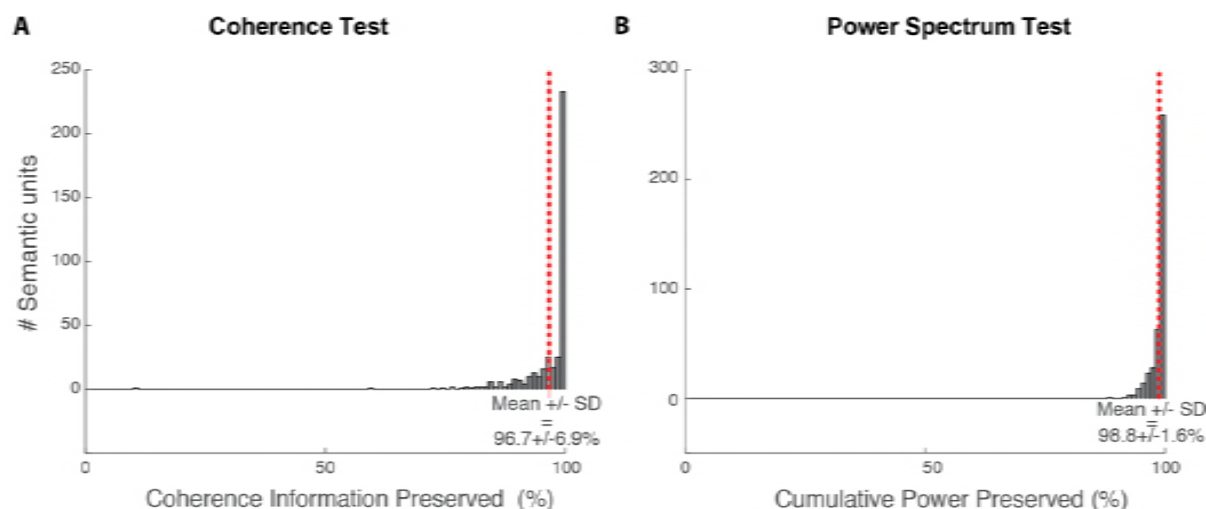 A
Coherence Test
250
200
150
100
50
0
# Semantic units
Mean +/- SD
=
96.7+/-6.9%
0
50
100
Coherence Information Preserved (%)
B
Power Spectrum Test
300
200
100
0
Mean +/- SD
=
98.8+/-1.6%
0
50
100
Cumulative Power Preserved (%)